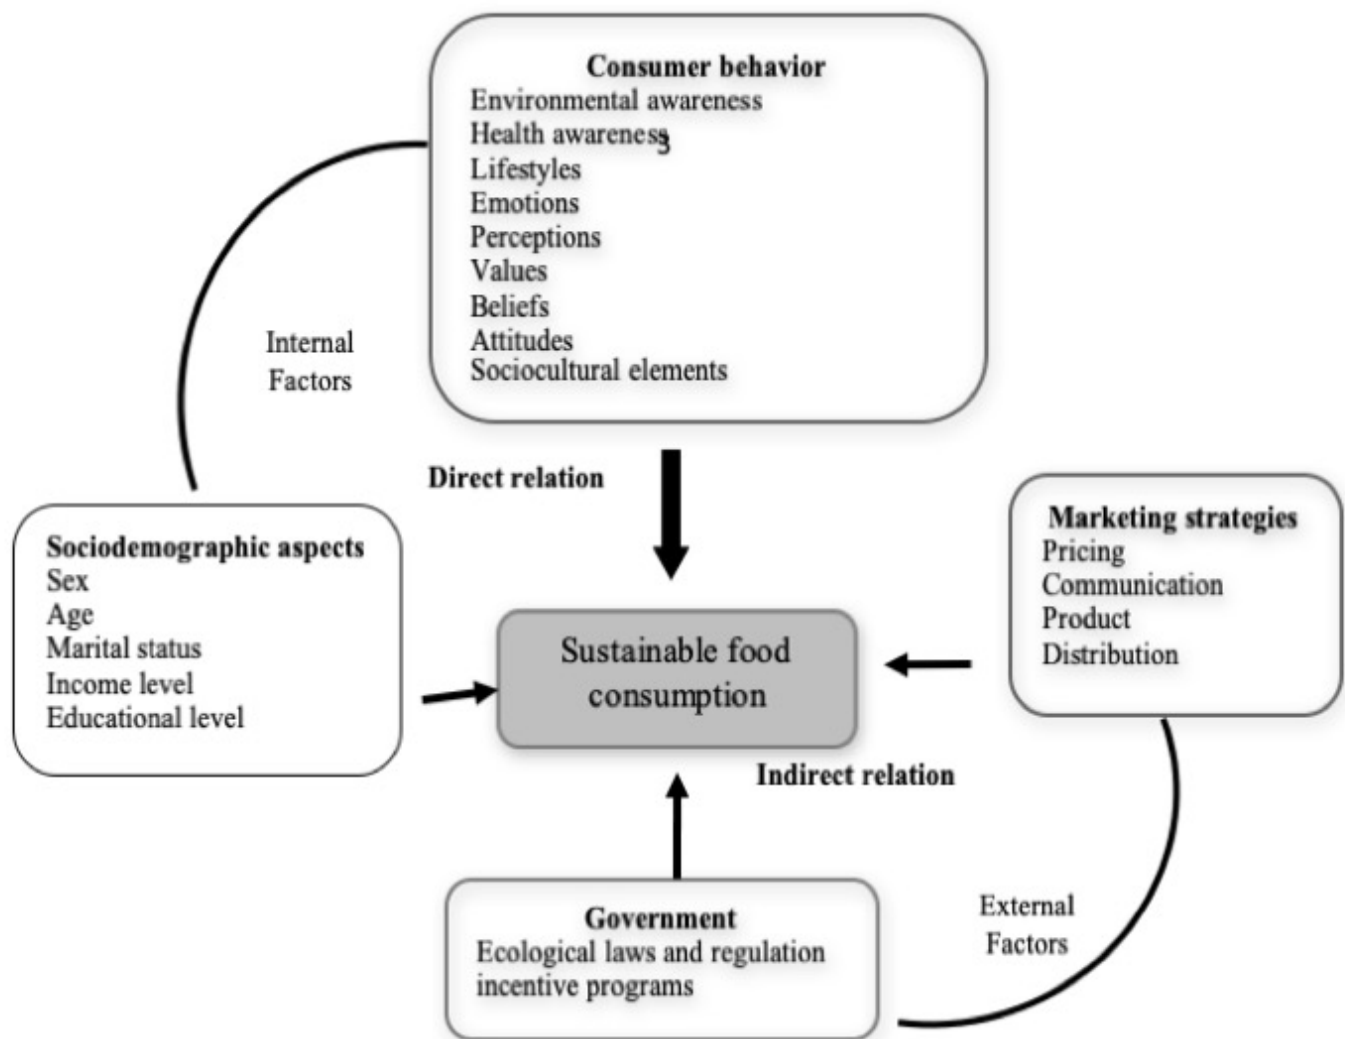 Consumer behavior
Environmental awareness
Health awareness
3
Lifestyles
Emotions
Perceptions
Values
Beliefs
Attitudes
Sociocultural elements
Internal
Factors
Direct relation
Sociodemographic aspects
Sex
Age
Marital status
Income level
Educational level
Marketing strategies
Pricing
Communication
Product
Distribution
Sustainable food
consumption
Indirect relation
Government
Ecological laws and regulation
incentive programs
External
Factors